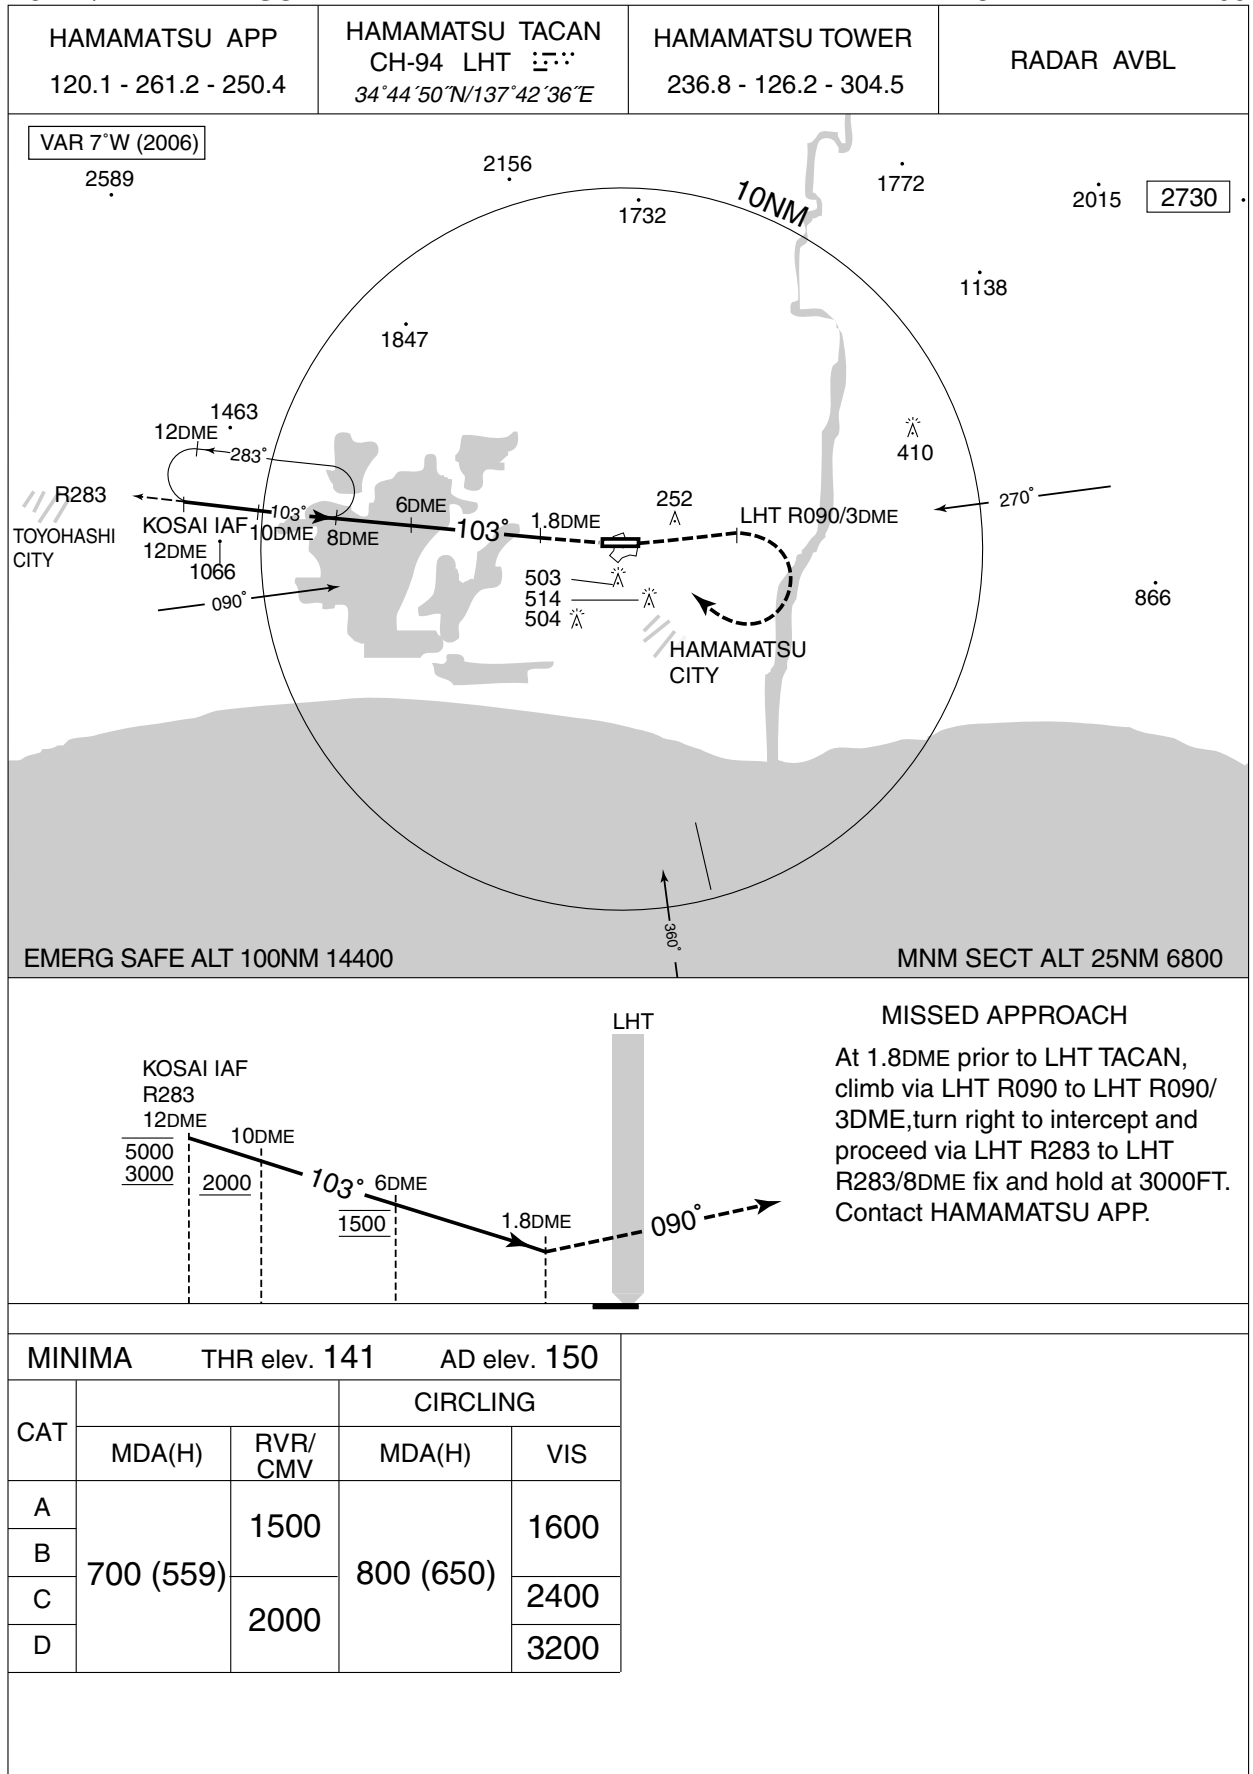 HAMAMATSU APP
120.1 - 261.2 - 250.4
HAMAMATSU TACAN
CH-94 LHT
34˚44´50˝N/137˚42´36˝E
HAMAMATSU TOWER
236.8 - 126.2 - 304.5
RADAR AVBL
VAR 7˚W (2006)
2589
2156
1732
10NM
1772
2015
2730
1138
1847
1463
12DME
283˚
R283
TOYOHASHI
CITY
KOSAI IAF
12DME
1066
103˚
10DME
8DME
6DME
103˚
1.8DME
252
LHT R090/3DME
410
270˚
090˚
503
514
504
HAMAMATSU
CITY
866
360˚
EMERG SAFE ALT 100NM 14400
MNM SECT ALT 25NM 6800
LHT
KOSAI IAF
R283
12DME
5000
3000
10DME
2000
103˚
6DME
1500
1.8DME
090˚
MISSED APPROACH
At 1.8DME prior to LHT TACAN,
climb via LHT R090 to LHT R090/
3DME,turn right to intercept and
proceed via LHT R283 to LHT
R283/8DME fix and hold at 3000FT.
Contact HAMAMATSU APP.
MINIMA THR elev. 141 AD elev. 150
CAT
CIRCLING
MDA(H)
RVR/
CMV
MDA(H)
VIS
A
B
C
D
700 (559)
1500
2000
800 (650)
1600
2400
3200